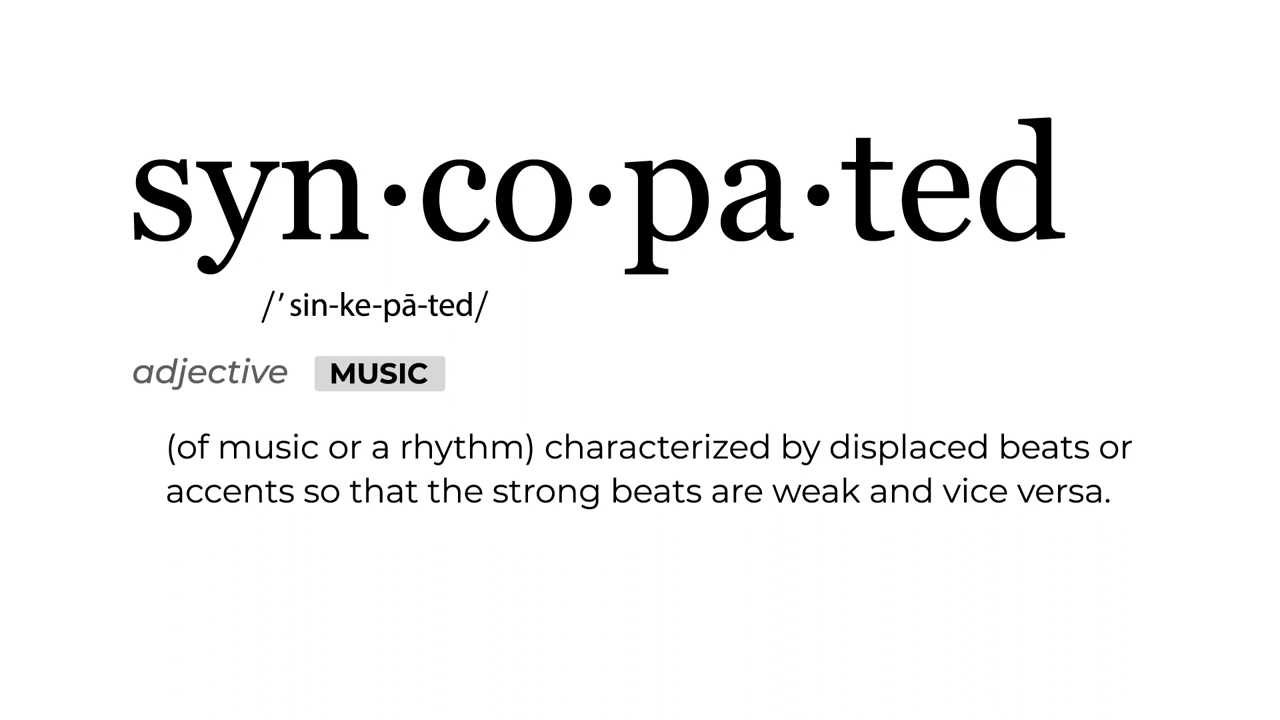 syn·co·pa·ted
/ʹsin-ke-pā-ted/
adjective MUSIC
(of music or a rhythm) characterized by displaced beats or
accents so that the strong beats are weak and vice versa.